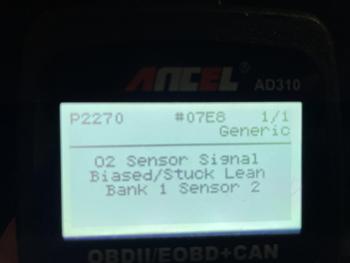 ANCEL
AD310
P2270 #07E8 1/1
Generic
O2 Sensor Signal
Biased/Stuck Lean
Bank 1 Sensor 2
OBDII/EOBD+CAN